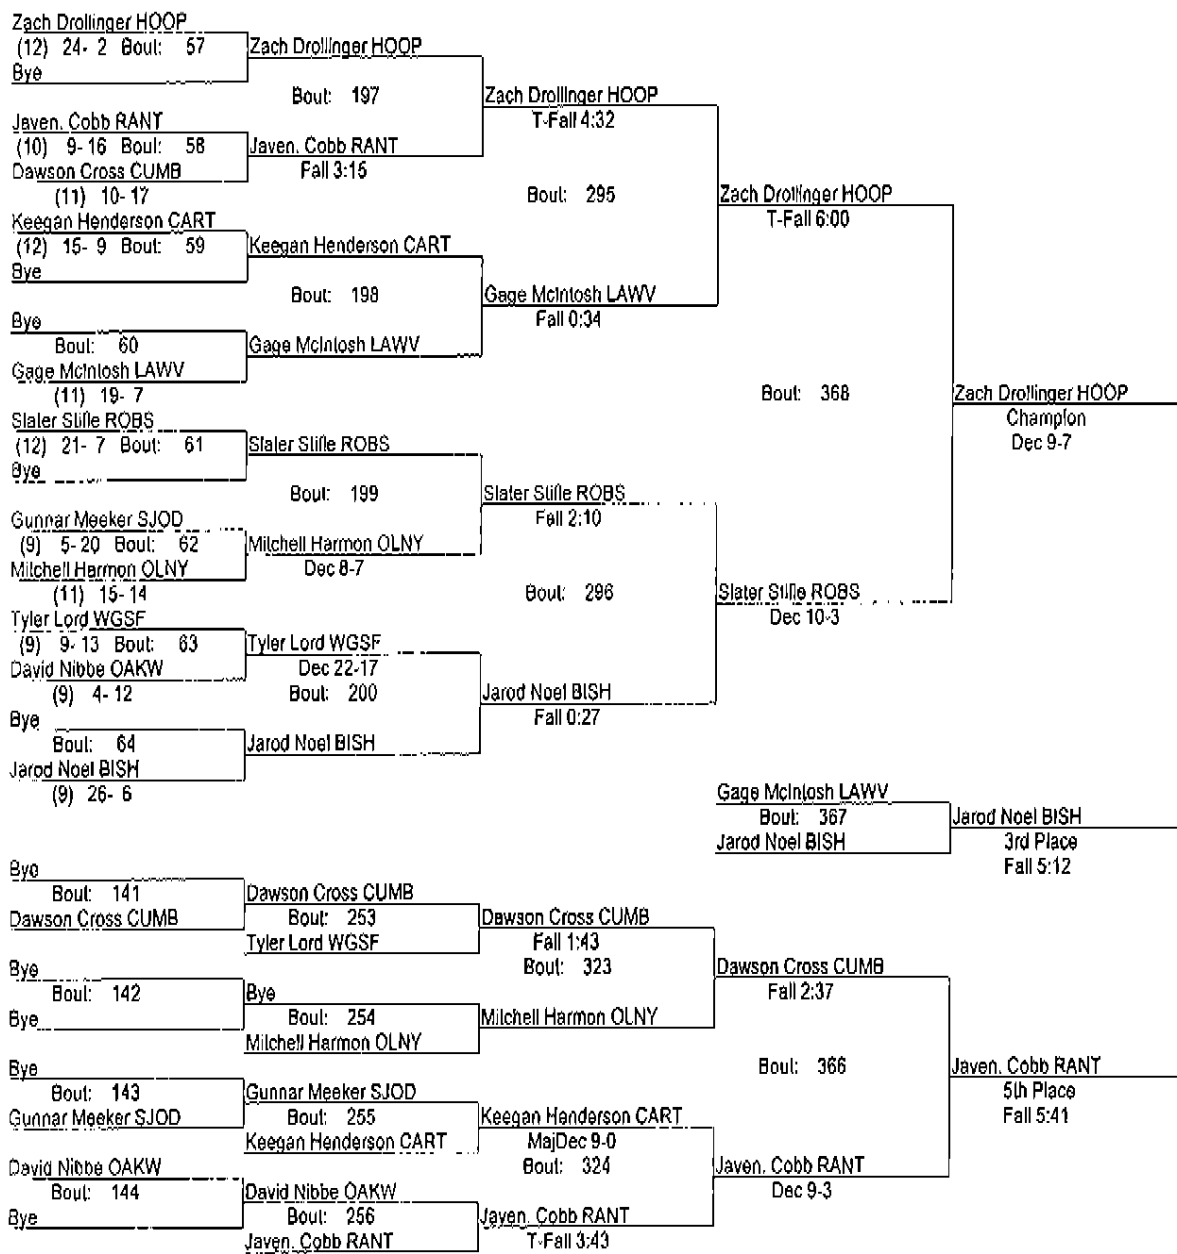 Zach Drollinger HOOP
(12) 24- 2 Bout: 57
Bye
Zach Drollinger HOOP
Bout: 197
Javen. Cobb RANT
(10) 9- 16 Bout: 58
Dawson Cross CUMB
(11) 10- 17
Javen. Cobb RANT
Fall 3:15
Zach Drollinger HOOP
T-Fall 4:32
Bout: 295
Keegan Henderson CART
(12) 15- 9 Bout: 59
Bye
Keegan Henderson CART
Bout: 198
Bye
Bout: 60
Gage McIntosh LAWV
(11) 19- 7
Gage McIntosh LAWV
Gage McIntosh LAWV
Fall 0:34
Zach Drollinger HOOP
T-Fall 6:00
Bout: 368
Slater Stifle ROBS
(12) 21- 7 Bout: 61
Bye
Slater Stifle ROBS
Bout: 199
Gunnar Meeker SJOD
(9) 5- 20 Bout: 62
Mitchell Harmon OLNY
(11) 15- 14
Mitchell Harmon OLNY
Dec 8-7
Slater Stifle ROBS
Fall 2:10
Bout: 296
Tyler Lord WGSF
(9) 9- 13 Bout: 63
David Nibbe OAKW
(9) 4- 12
Tyler Lord WGSF
Dec 22-17
Bout: 200
Bye
Bout: 64
Jarod Noel BISH
(9) 26- 6
Jarod Noel BISH
Jarod Noel BISH
Fall 0:27
Slater Stifle ROBS
Dec 10-3
Zach Drollinger HOOP
Champion
Dec 9-7
Gage McIntosh LAWV
Bout: 367
Jarod Noel BISH
Jarod Noel BISH
3rd Place
Fall 5:12
Bye
Bout: 141
Dawson Cross CUMB
Dawson Cross CUMB
Bout: 253
Tyler Lord WGSF
Dawson Cross CUMB
Fall 1:43
Bout: 323
Bye
Bout: 142
Bye
Bye
Bout: 254
Mitchell Harmon OLNY
Mitchell Harmon OLNY
Dawson Cross CUMB
Fall 2:37
Bout: 366
Bye
Bout: 143
Gunnar Meeker SJOD
Gunnar Meeker SJOD
Bout: 255
Keegan Henderson CART
Keegan Henderson CART
MajDec 9-0
Bout: 324
David Nibbe OAKW
Bout: 144
Bye
David Nibbe OAKW
Bout: 256
Javen. Cobb RANT
Javen. Cobb RANT
T-Fall 3:43
Javen. Cobb RANT
Dec 9-3
Javen. Cobb RANT
5th Place
Fall 5:41